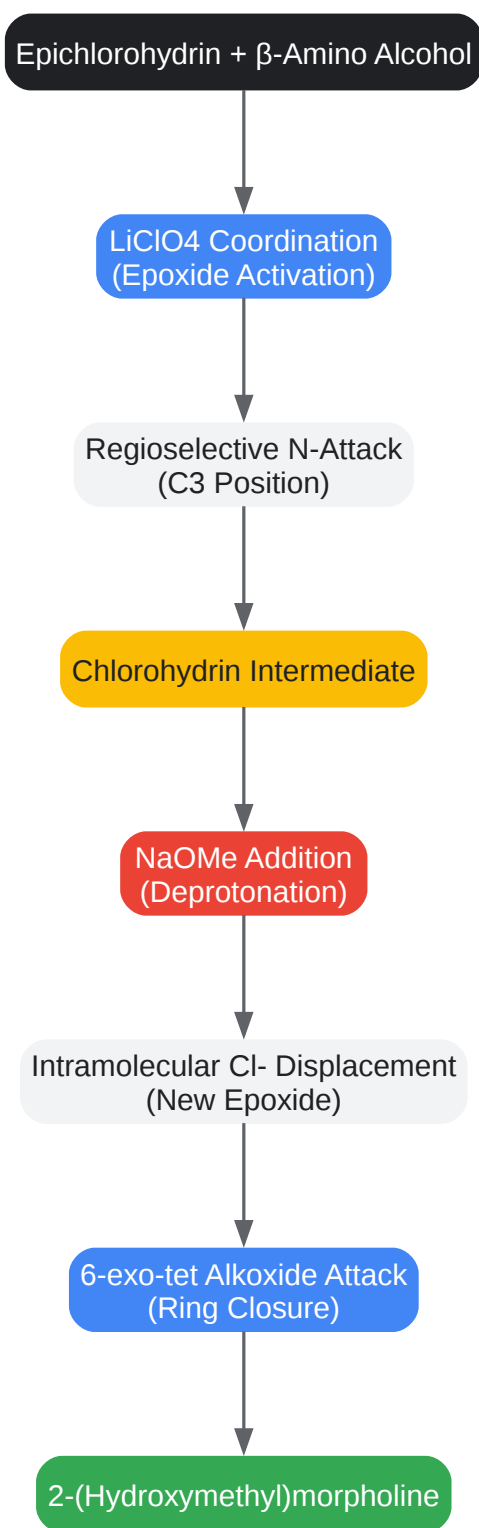 Epichlorohydrin + β-Amino Alcohol
LiClO4 Coordination
(Epoxide Activation)
Regioselective N-Attack
(C3 Position)
Chlorohydrin Intermediate
NaOMe Addition
(Deprotonation)
Intramolecular Cl- Displacement
(New Epoxide)
6-exo-tet Alkoxide Attack
(Ring Closure)
2-(Hydroxymethyl)morpholine